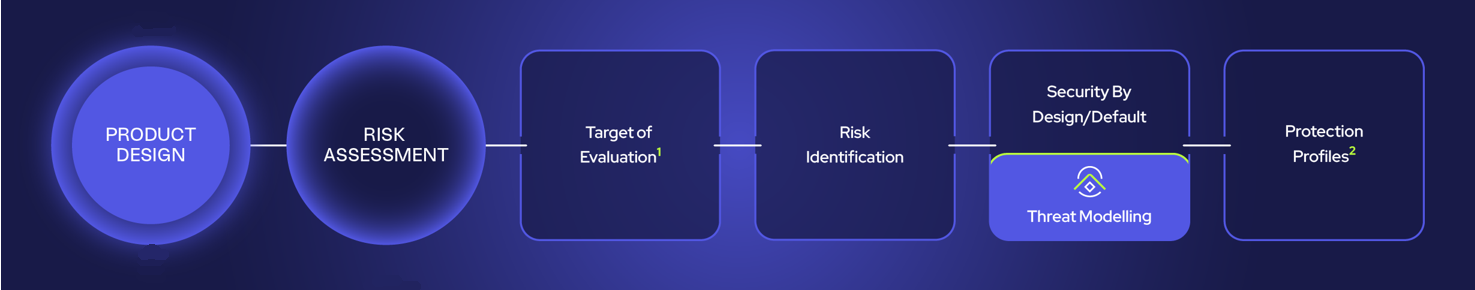 PRODUCT
DESIGN
RISK
ASSESSMENT
Target of
Evaluation¹
Risk
Identification
Security By
Design/Default
Threat Modelling
Protection
Profiles²